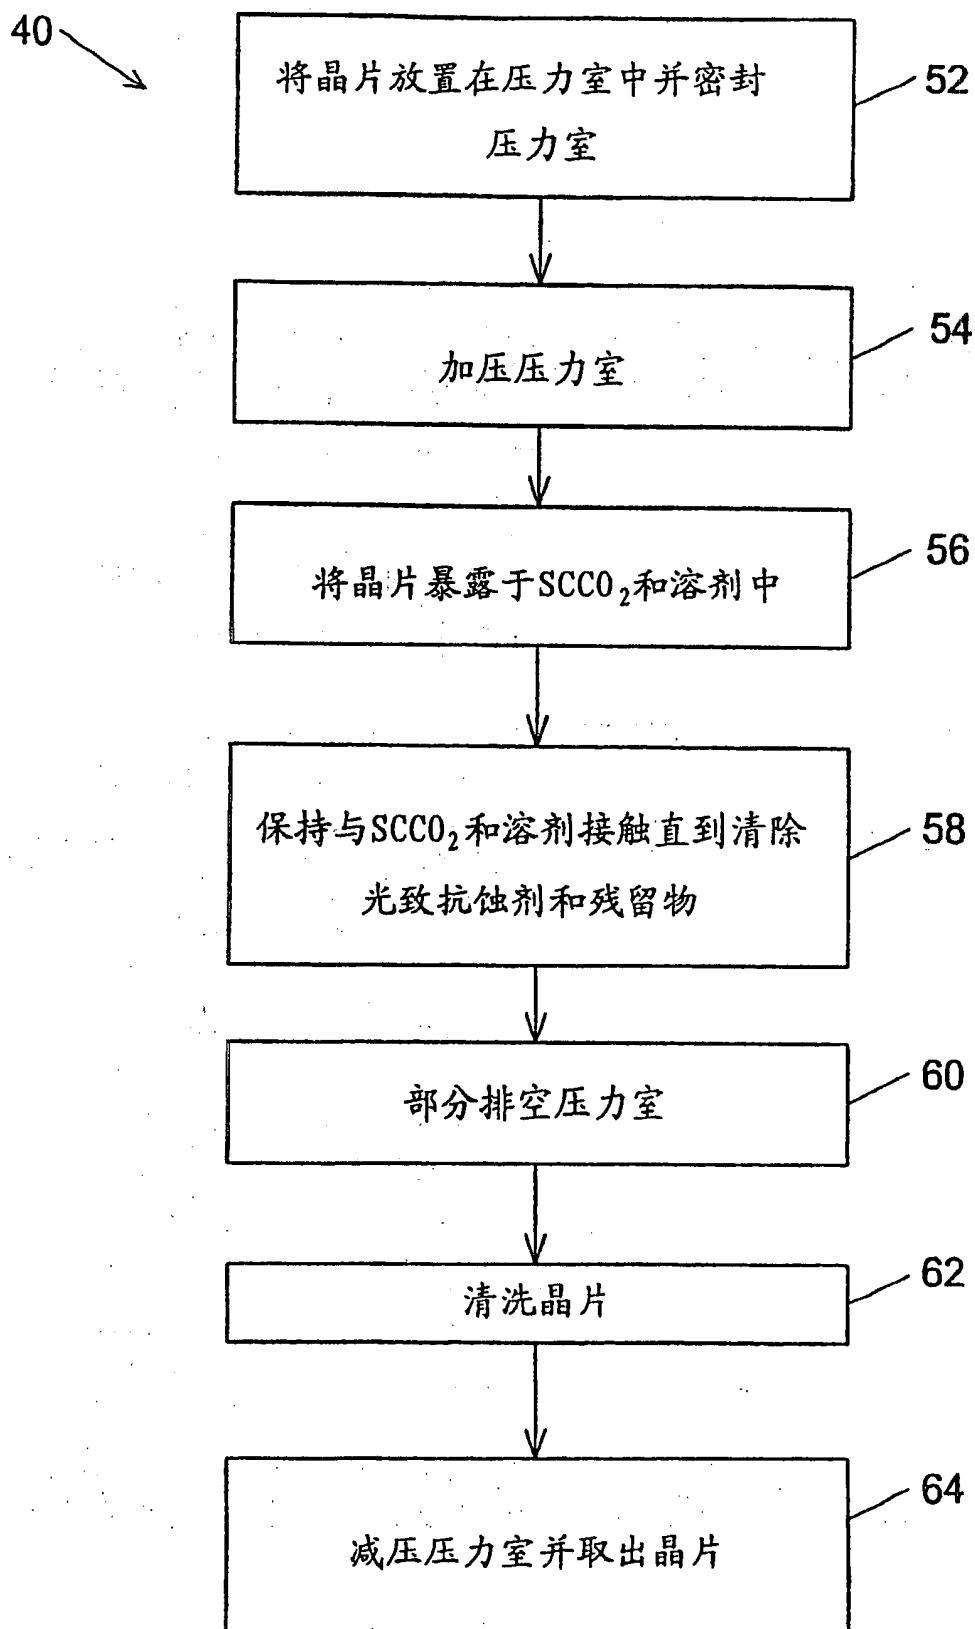 40
将晶片放置在压力室中并密封
压力室
52
加压压力室
54
将晶片暴露于SCCO₂和溶剂中
56
保持与SCCO₂和溶剂接触直到清除
光致抗蚀剂和残留物
58
部分排空压力室
60
清洗晶片
62
减压压力室并取出晶片
64